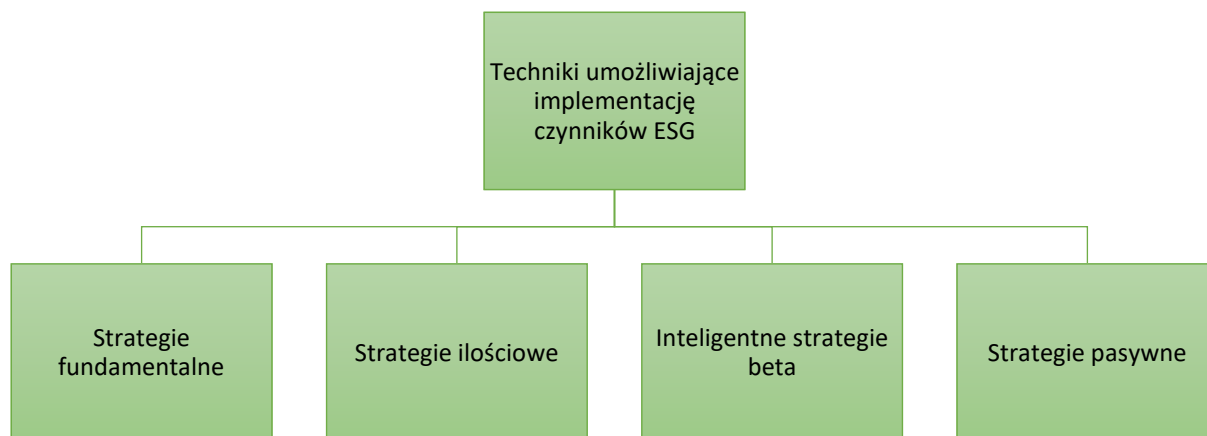 Techniki umożliwiające
implementację
czynników ESG
Strategie
fundamentalne
Strategie ilościowe
Inteligentne strategie
beta
Strategie pasywne